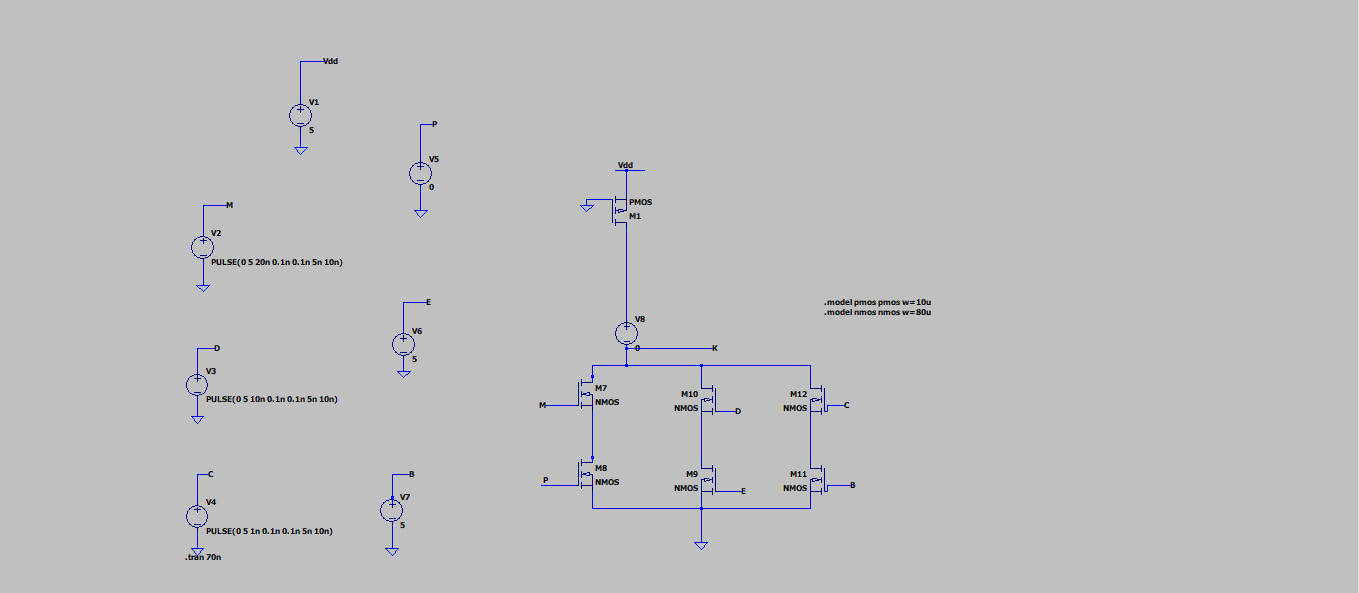 Vdd
V1
5
P
V5
0
Vdd
PMOS
M1
M
V2
PULSE(0 5 20n 0.1n 0.1n 5n 10n)
E
V6
5
.model pmos pmos w=10u
.model nmos nmos w=80u
V8
0
K
D
V3
PULSE(0 5 10n 0.1n 0.1n 5n 10n)
M7
NMOS
M
M10
NMOS
D
M12
NMOS
C
C
V4
PULSE(0 5 1n 0.1n 0.1n 5n 10n)
.tran 70n
B
V7
5
M8
NMOS
P
M9
NMOS
E
M11
NMOS
B